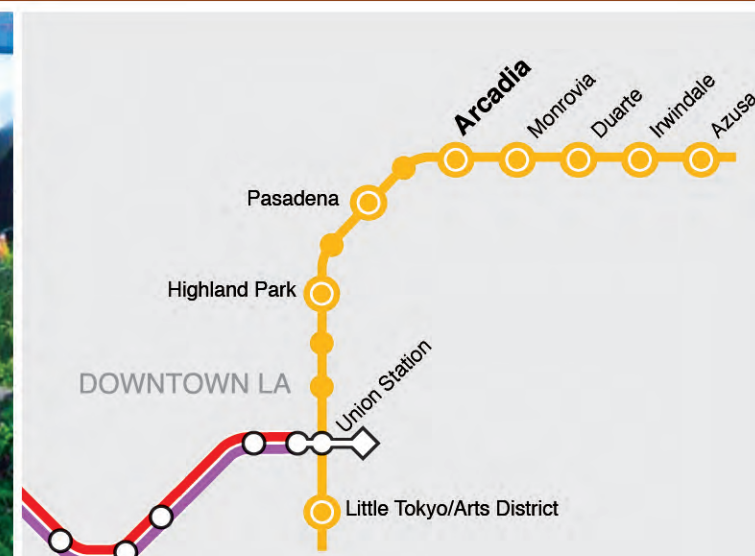 Arcadia
Monrovia
Duarte
Irwindale
Azusa
Pasadena
Highland Park
DOWNTOWN LA
Union Station
Little Tokyo/Arts District